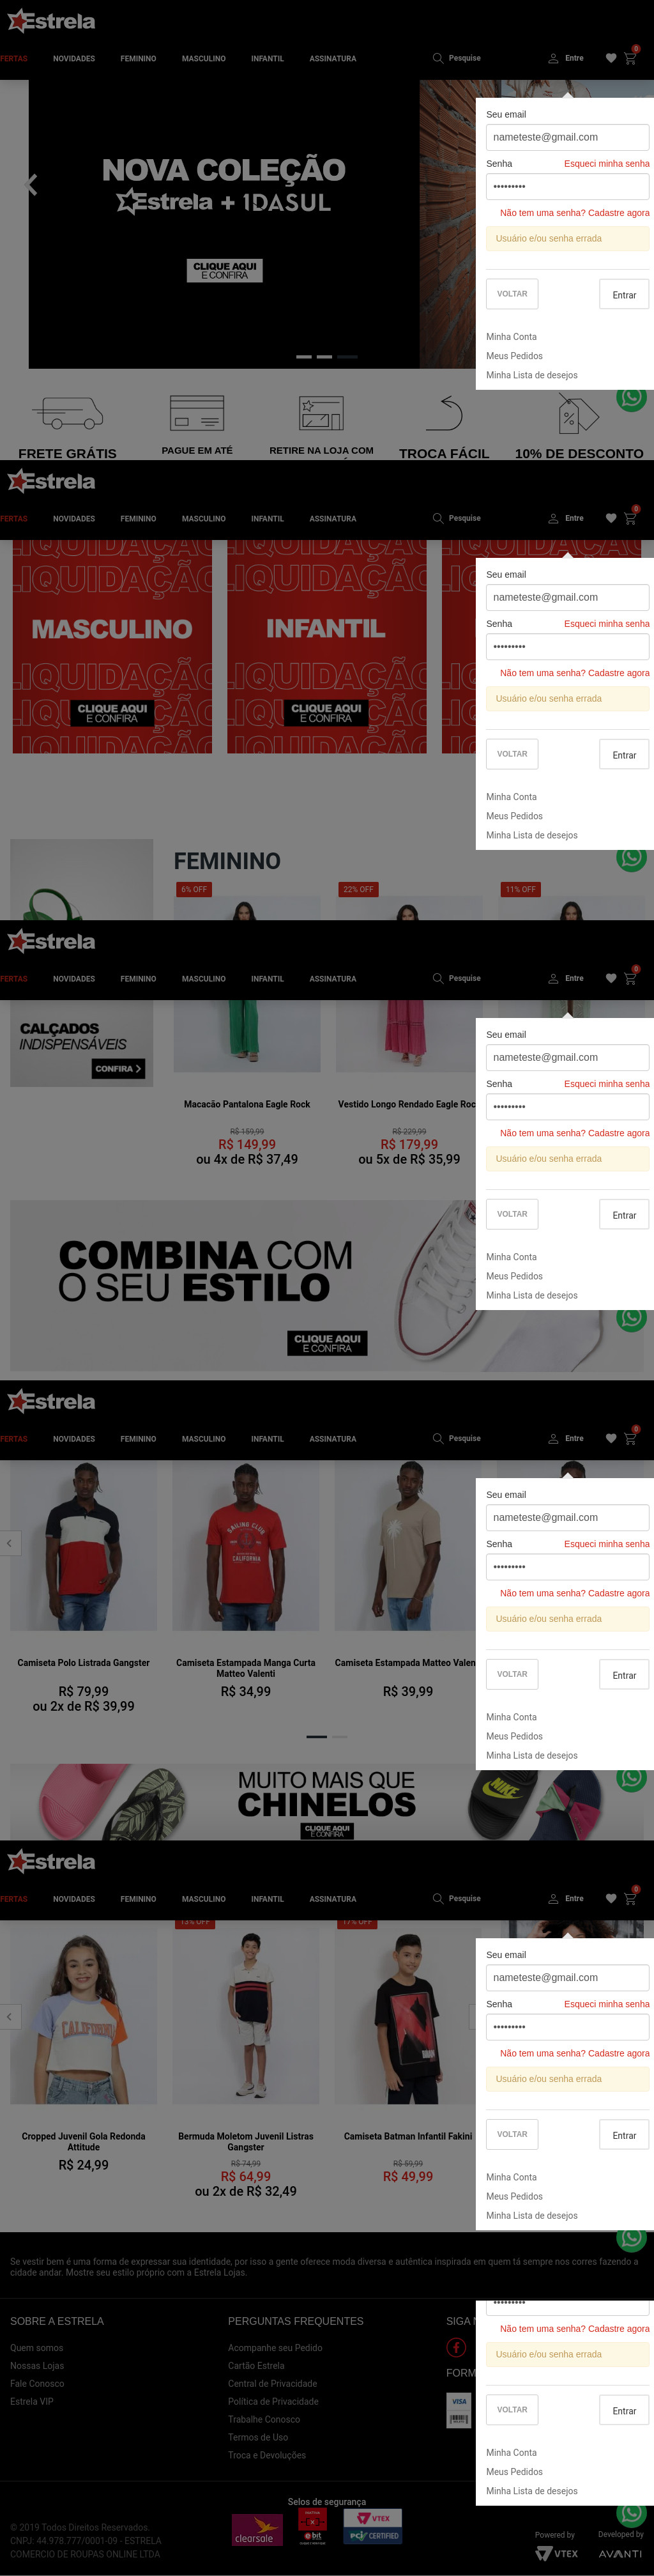 Estrela
FERTAS NOVIDADES FEMININO MASCULINO INFANTIL ASSINATURA Pesquise Entre 0
Seu email
nameteste@gmail.com
Senha Esqueci minha senha
•••••••••
Não tem uma senha? Cadastre agora
Usuário e/ou senha errada
VOLTAR Entrar
Minha Conta
Meus Pedidos
Minha Lista de desejos
NOVA COLEÇÃO
Estrela + IDASUL
CLIQUE AQUI
E CONFIRA
FRETE GRÁTIS
PAGUE EM ATÉ
RETIRE NA LOJA COM
TROCA FÁCIL
10% DE DESCONTO
Estrela
FERTAS NOVIDADES FEMININO MASCULINO INFANTIL ASSINATURA Pesquise Entre 0
Seu email
nameteste@gmail.com
Senha Esqueci minha senha
•••••••••
Não tem uma senha? Cadastre agora
Usuário e/ou senha errada
VOLTAR Entrar
Minha Conta
Meus Pedidos
Minha Lista de desejos
LIQUIDAÇÃO
MASCULINO
LIQUIDAÇÃO
CLIQUE AQUI
E CONFIRA
LIQUIDAÇÃO
INFANTIL
LIQUIDAÇÃO
CLIQUE AQUI
E CONFIRA
FEMININO
6% OFF
22% OFF
11% OFF
Estrela
FERTAS NOVIDADES FEMININO MASCULINO INFANTIL ASSINATURA Pesquise Entre 0
Seu email
nameteste@gmail.com
Senha Esqueci minha senha
•••••••••
Não tem uma senha? Cadastre agora
Usuário e/ou senha errada
VOLTAR Entrar
Minha Conta
Meus Pedidos
Minha Lista de desejos
CALÇADOS
INDISPENSÁVEIS
CONFIRA
Macacão Pantalona Eagle Rock
R$ 159,99
R$ 149,99
ou 4x de R$ 37,49
Vestido Longo Rendado Eagle Roc
R$ 229,99
R$ 179,99
ou 5x de R$ 35,99
COMBINA COM
O SEU ESTILO
CLIQUE AQUI
E CONFIRA
Estrela
FERTAS NOVIDADES FEMININO MASCULINO INFANTIL ASSINATURA Pesquise Entre 0
Seu email
nameteste@gmail.com
Senha Esqueci minha senha
•••••••••
Não tem uma senha? Cadastre agora
Usuário e/ou senha errada
VOLTAR Entrar
Minha Conta
Meus Pedidos
Minha Lista de desejos
SAILING CLUB
CALIFORNIA
Camiseta Polo Listrada Gangster
R$ 79,99
ou 2x de R$ 39,99
Camiseta Estampada Manga Curta
Matteo Valenti
R$ 34,99
Camiseta Estampada Matteo Valen
R$ 39,99
MUITO MAIS QUE
CHINELOS
CLIQUE AQUI
E CONFIRA
Estrela
FERTAS NOVIDADES FEMININO MASCULINO INFANTIL ASSINATURA Pesquise Entre 0
Seu email
nameteste@gmail.com
Senha Esqueci minha senha
•••••••••
Não tem uma senha? Cadastre agora
Usuário e/ou senha errada
VOLTAR Entrar
Minha Conta
Meus Pedidos
Minha Lista de desejos
13% OFF
17% OFF
CALIFORNIA
Cropped Juvenil Gola Redonda
Attitude
R$ 24,99
Bermuda Moletom Juvenil Listras
Gangster
R$ 74,99
R$ 64,99
ou 2x de R$ 32,49
Camiseta Batman Infantil Fakini
R$ 59,99
R$ 49,99
Se vestir bem é uma forma de expressar sua identidade, por isso a gente oferece moda diversa e autêntica inspirada em quem tá sempre nos corres fazendo a
cidade andar. Mostre seu estilo próprio com a Estrela Lojas.
SOBRE A ESTRELA
Quem somos
Nossas Lojas
Fale Conosco
Estrela VIP
PERGUNTAS FREQUENTES
Acompanhe seu Pedido
Cartão Estrela
Central de Privacidade
Política de Privacidade
Trabalhe Conosco
Termos de Uso
Troca e Devoluções
SIGA
FORM
VISA
•••••••••
Não tem uma senha? Cadastre agora
Usuário e/ou senha errada
VOLTAR Entrar
Minha Conta
Meus Pedidos
Minha Lista de desejos
Selos de segurança
clearsale
ebit
VTEX
PCI CERTIFIED
© 2019 Todos Direitos Reservados.
CNPJ: 44.978.777/0001-09 - ESTRELA
COMERCIO DE ROUPAS ONLINE LTDA
Powered by
VTEX
Developed by
AVANTI